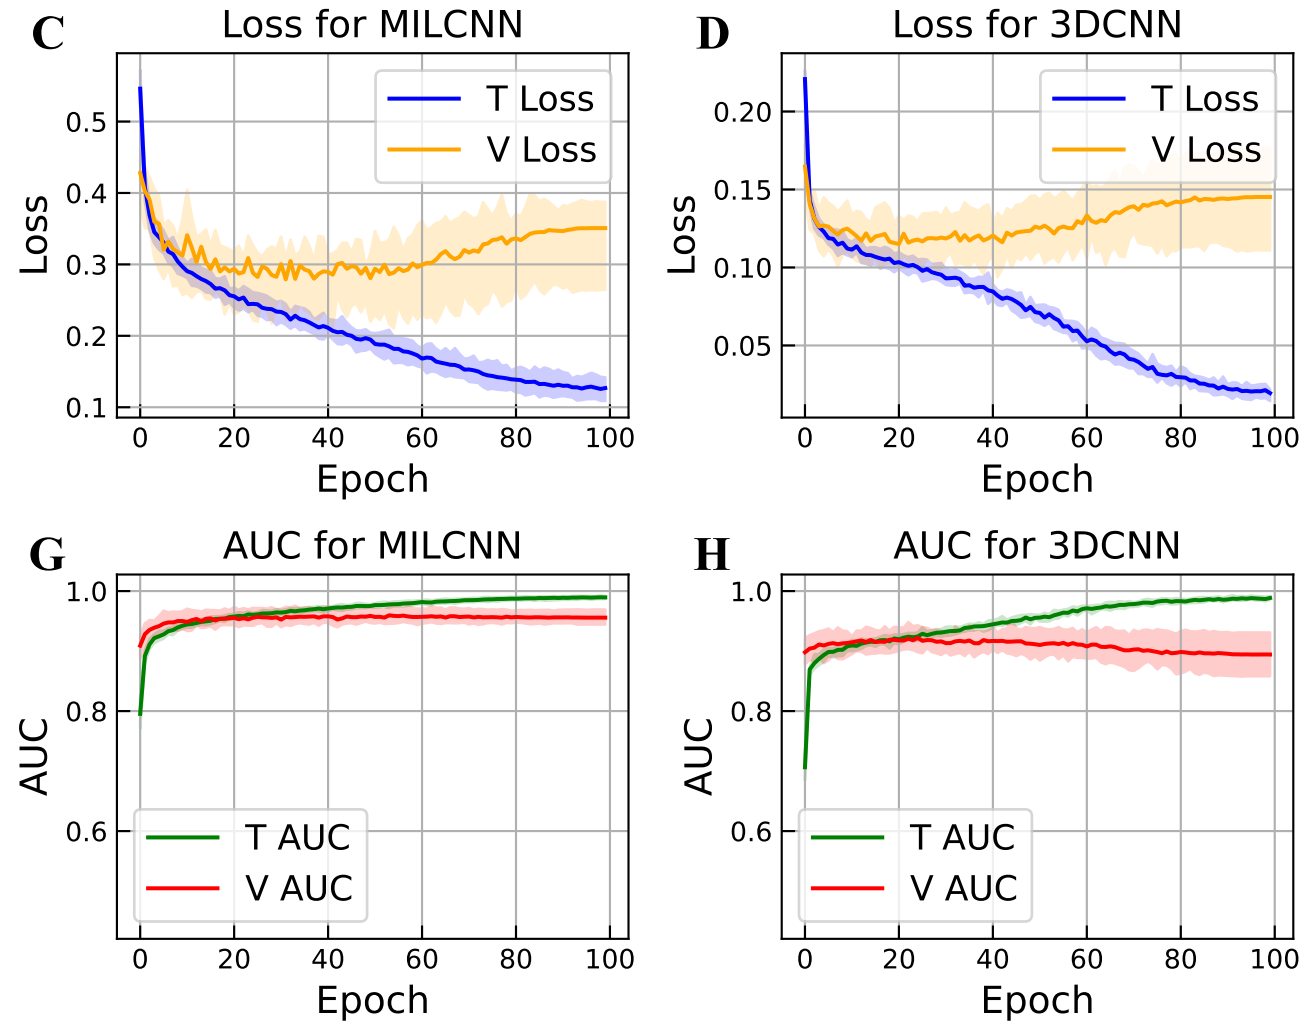 C
Loss for MILCNN
T Loss
V Loss
Loss
0.5
0.4
0.3
0.2
0.1
0 20 40 60 80 100
Epoch
D
Loss for 3DCNN
T Loss
V Loss
Loss
0.20
0.15
0.10
0.05
0 20 40 60 80 100
Epoch
G
AUC for MILCNN
AUC
1.0
0.8
0.6
T AUC
V AUC
0 20 40 60 80 100
Epoch
H
AUC for 3DCNN
AUC
1.0
0.8
0.6
T AUC
V AUC
0 20 40 60 80 100
Epoch